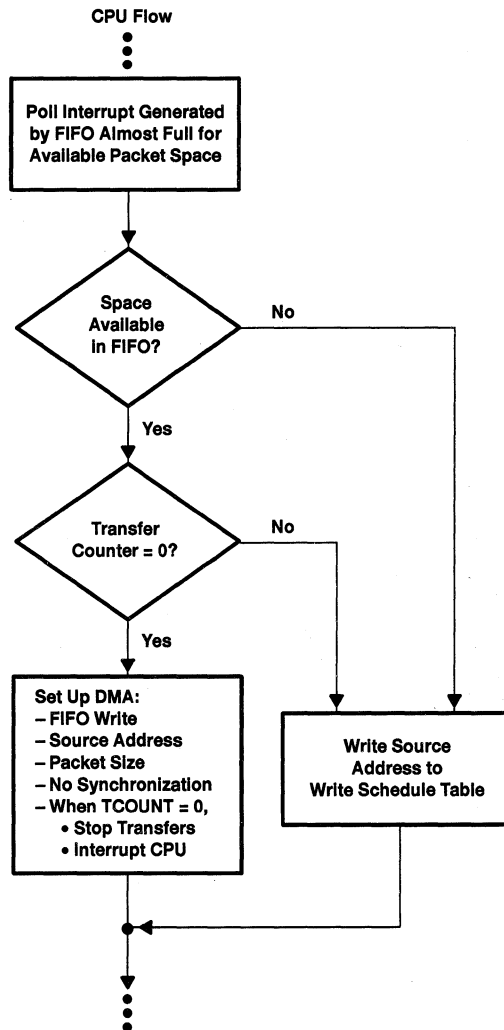 CPU Flow
Poll Interrupt Generated
by FIFO Almost Full for
Available Packet Space
Space
Available
in FIFO?
No
Yes
Transfer
Counter = 0?
No
Yes
Set Up DMA:
– FIFO Write
– Source Address
– Packet Size
– No Synchronization
– When TCOUNT = 0,
• Stop Transfers
• Interrupt CPU
Write Source
Address to
Write Schedule Table